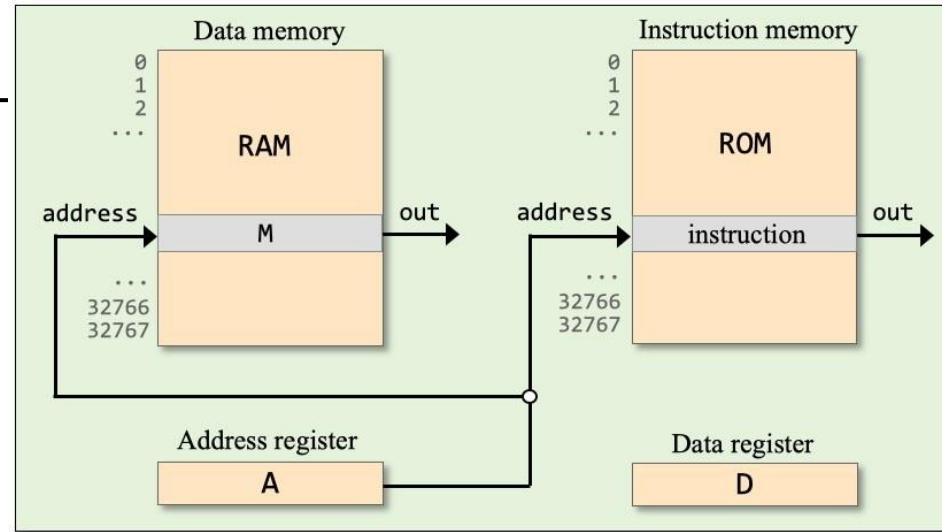 Data memory
0
1
2
...
RAM
address
M
out
...
32766
32767
Instruction memory
0
1
2
...
ROM
address
instruction
out
...
32766
32767
Address register
A
Data register
D